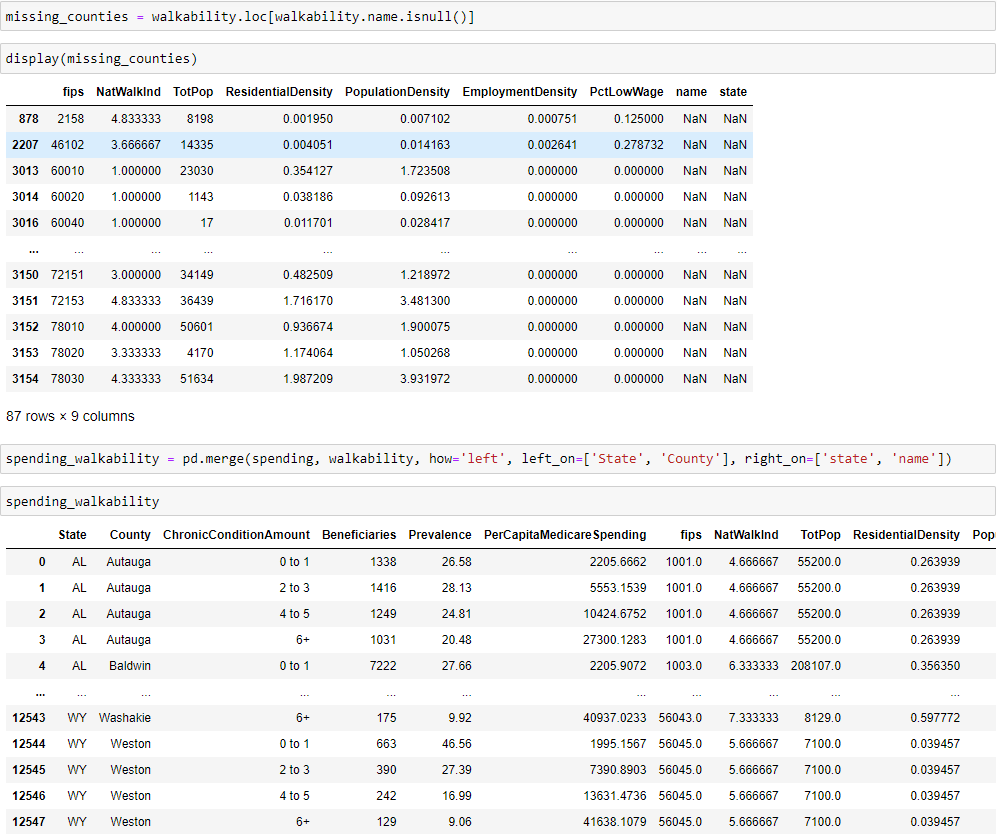 missing_counties = walkability.loc[walkability.name.isnull()]
display(missing_counties)
fips NatWalkInd TotPop ResidentialDensity PopulationDensity EmploymentDensity PctLowWage name state
878 2158 4.833333 8198 0.001950 0.007102 0.000751 0.125000 NaN NaN
2207 46102 3.666667 14335 0.004051 0.014163 0.002641 0.278732 NaN NaN
3013 60010 1.000000 23030 0.354127 1.723508 0.000000 0.000000 NaN NaN
3014 60020 1.000000 1143 0.038186 0.092613 0.000000 0.000000 NaN NaN
3016 60040 1.000000 17 0.011701 0.028417 0.000000 0.000000 NaN NaN
... ... ... ... ... ... ... ... ... ...
3150 72151 3.000000 34149 0.482509 1.218972 0.000000 0.000000 NaN NaN
3151 72153 4.833333 36439 1.716170 3.481300 0.000000 0.000000 NaN NaN
3152 78010 4.000000 50601 0.936674 1.900075 0.000000 0.000000 NaN NaN
3153 78020 3.333333 4170 1.174064 1.050268 0.000000 0.000000 NaN NaN
3154 78030 4.333333 51634 1.987209 3.931972 0.000000 0.000000 NaN NaN
87 rows × 9 columns
spending_walkability = pd.merge(spending, walkability, how='left', left_on=['State', 'County'], right_on=['state', 'name'])
spending_walkability
State County ChronicConditionAmount Beneficiaries Prevalence PerCapitaMedicareSpending fips NatWalkInd TotPop ResidentialDensity Pop
0 AL Autauga 0 to 1 1338 26.58 2205.6662 1001.0 4.666667 55200.0 0.263939
1 AL Autauga 2 to 3 1416 28.13 5553.1539 1001.0 4.666667 55200.0 0.263939
2 AL Autauga 4 to 5 1249 24.81 10424.6752 1001.0 4.666667 55200.0 0.263939
3 AL Autauga 6+ 1031 20.48 27300.1283 1001.0 4.666667 55200.0 0.263939
4 AL Baldwin 0 to 1 7222 27.66 2205.9072 1003.0 6.333333 208107.0 0.356350
... ... ... ... ... ... ... ... ... ... ...
12543 WY Washakie 6+ 175 9.92 40937.0233 56043.0 7.333333 8129.0 0.597772
12544 WY Weston 0 to 1 663 46.56 1995.1567 56045.0 5.666667 7100.0 0.039457
12545 WY Weston 2 to 3 390 27.39 7390.8903 56045.0 5.666667 7100.0 0.039457
12546 WY Weston 4 to 5 242 16.99 13631.4736 56045.0 5.666667 7100.0 0.039457
12547 WY Weston 6+ 129 9.06 41638.1079 56045.0 5.666667 7100.0 0.039457